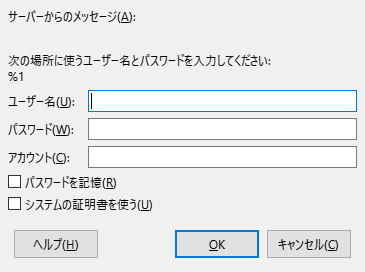 サーバーからのメッセージ(A):
次の場所に使うユーザー名とパスワードを入力してください:
%1
ユーザー名(U):
パスワード(W):
アカウント(C):
パスワードを記憶(R)
システムの証明書を使う(U)
ヘルプ(H) OK キャンセル(C)